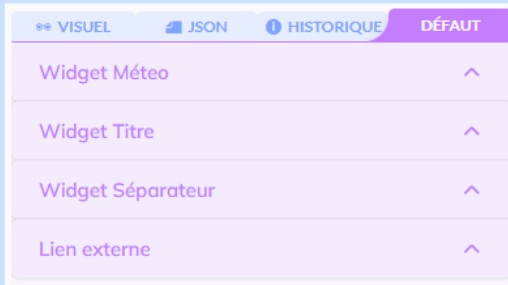 VISUEL JSON HISTORIQUE DÉFAUT
Widget Méteo
Widget Titre
Widget Séparateur
Lien externe